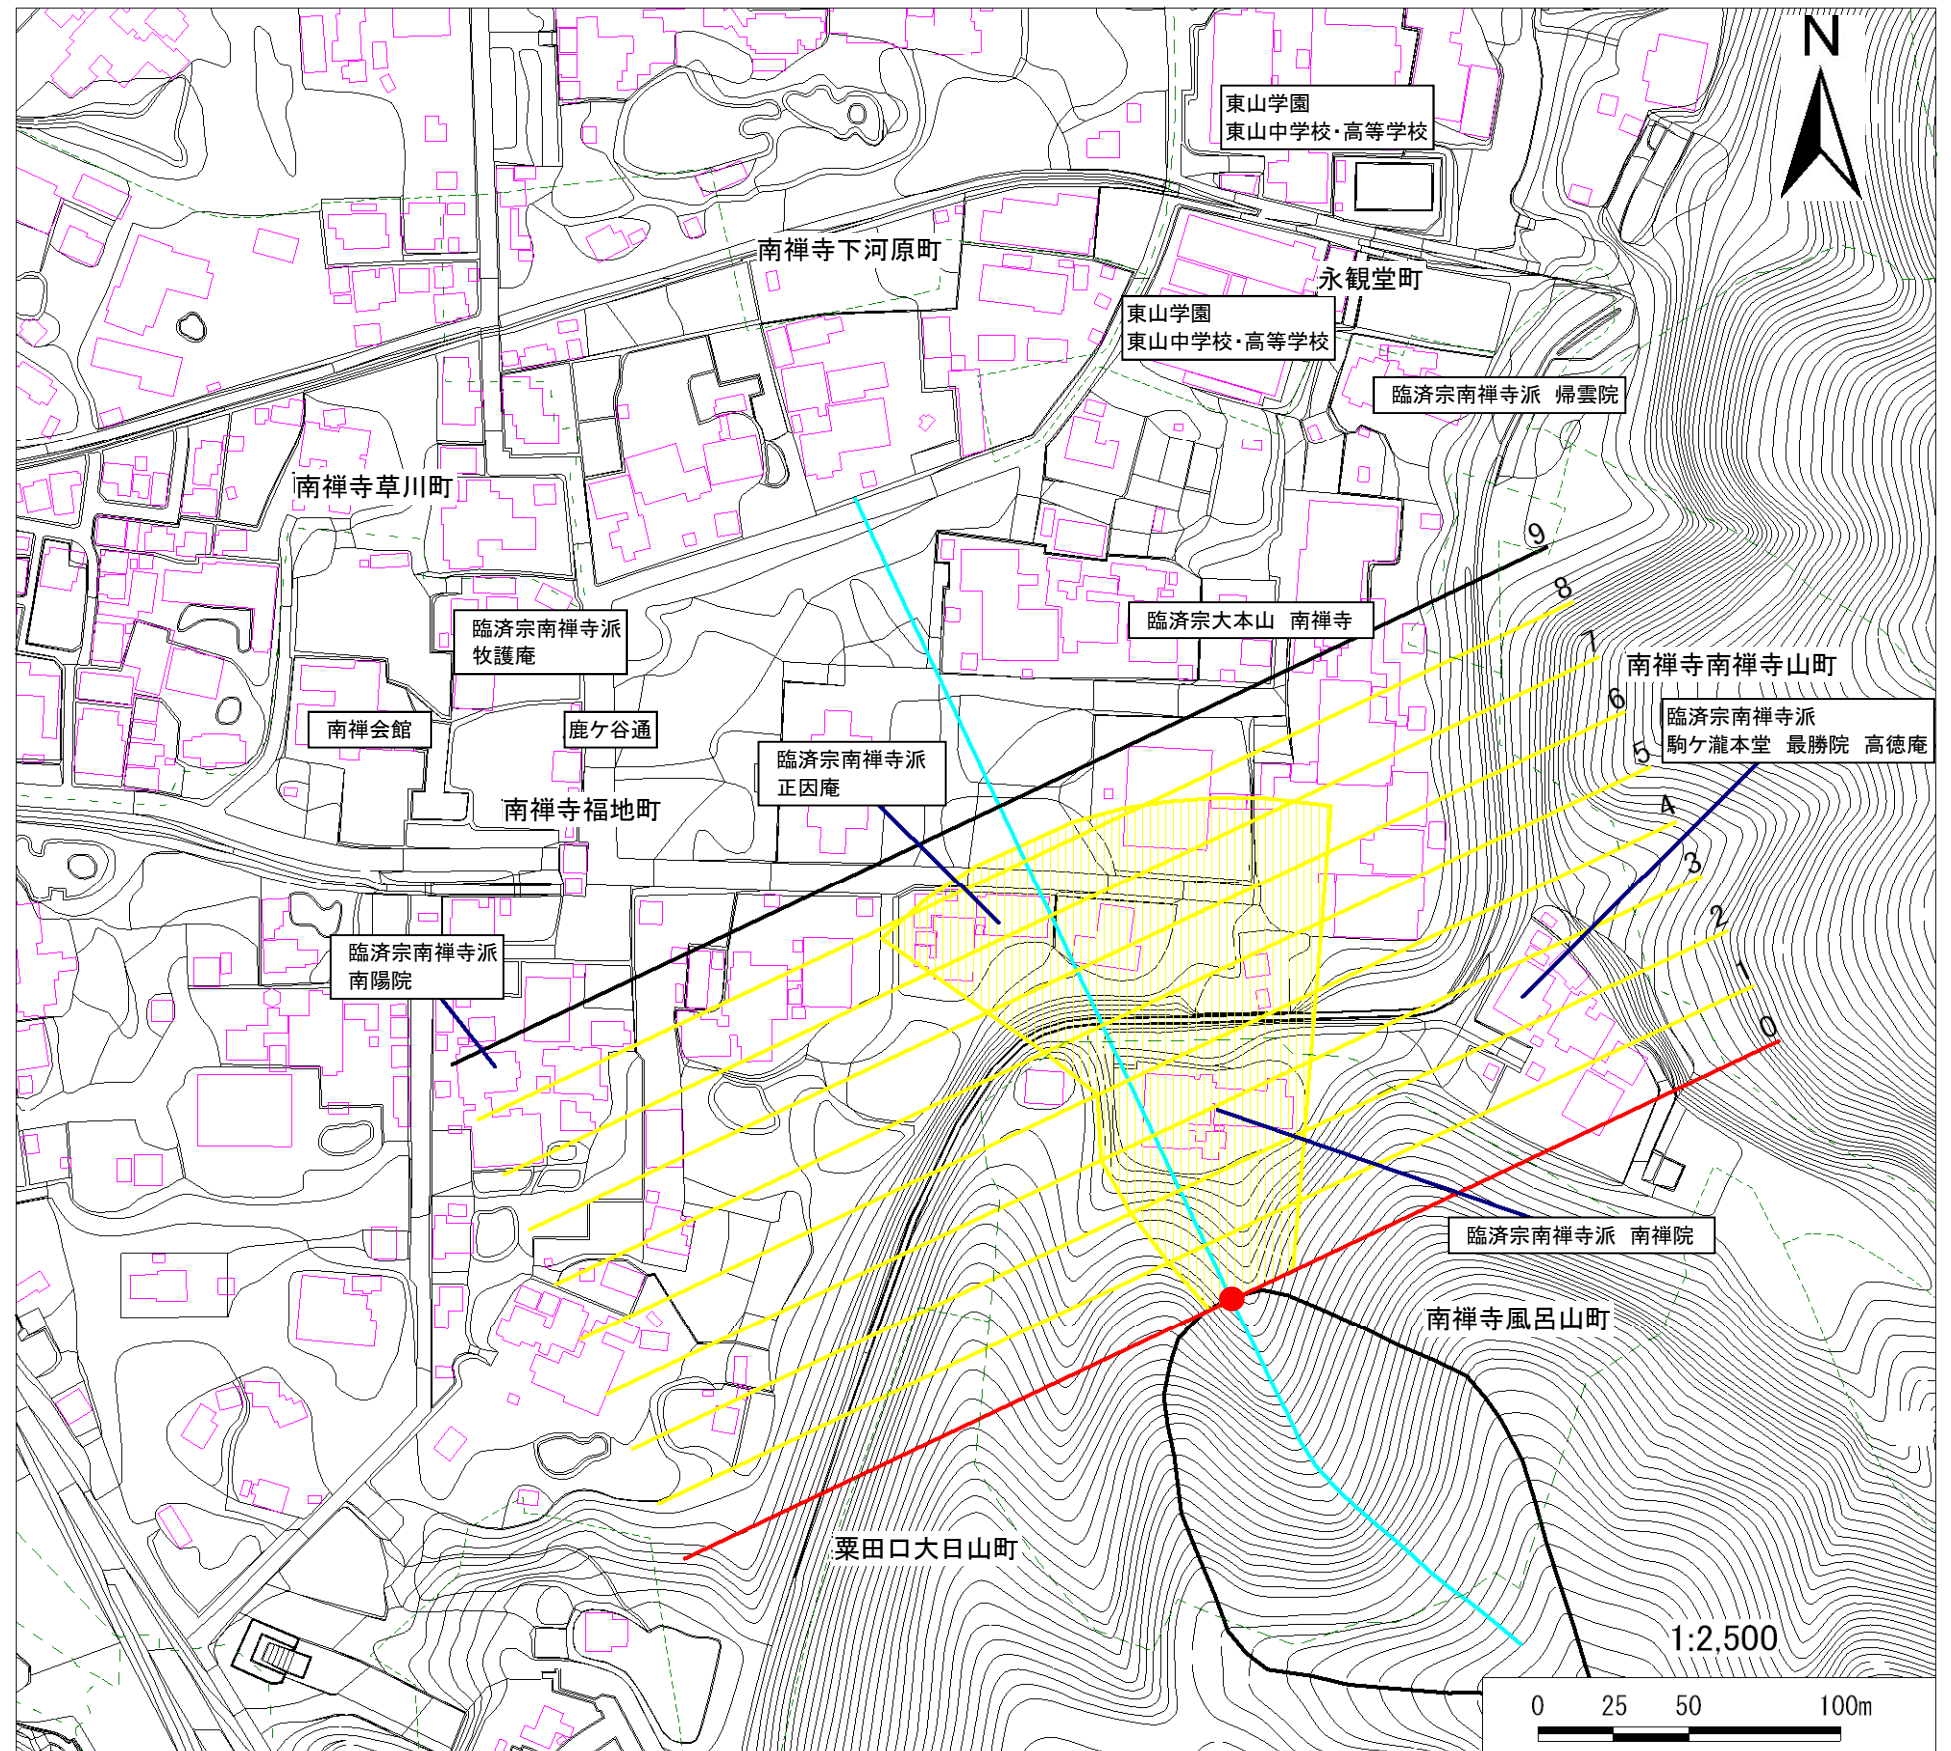 N
東山学園
東山中学校・高等学校
南禅寺下河原町
永観堂町
東山学園
東山中学校・高等学校
臨済宗南禅寺派 帰雲院
南禅寺草川町
9
8
臨済宗南禅寺派
牧護庵
臨済宗大本山 南禅寺
7
南禅寺南禅寺山町
6
臨済宗南禅寺派
駒ケ瀧本堂 最勝院 高徳庵
南禅会館
鹿ケ谷通
5
臨済宗南禅寺派
正因庵
南禅寺福地町
4
3
2
臨済宗南禅寺派
南陽院
1
0
臨済宗南禅寺派 南禅院
南禅寺風呂山町
粟田口大日山町
1:2,500
0 25 50 100m